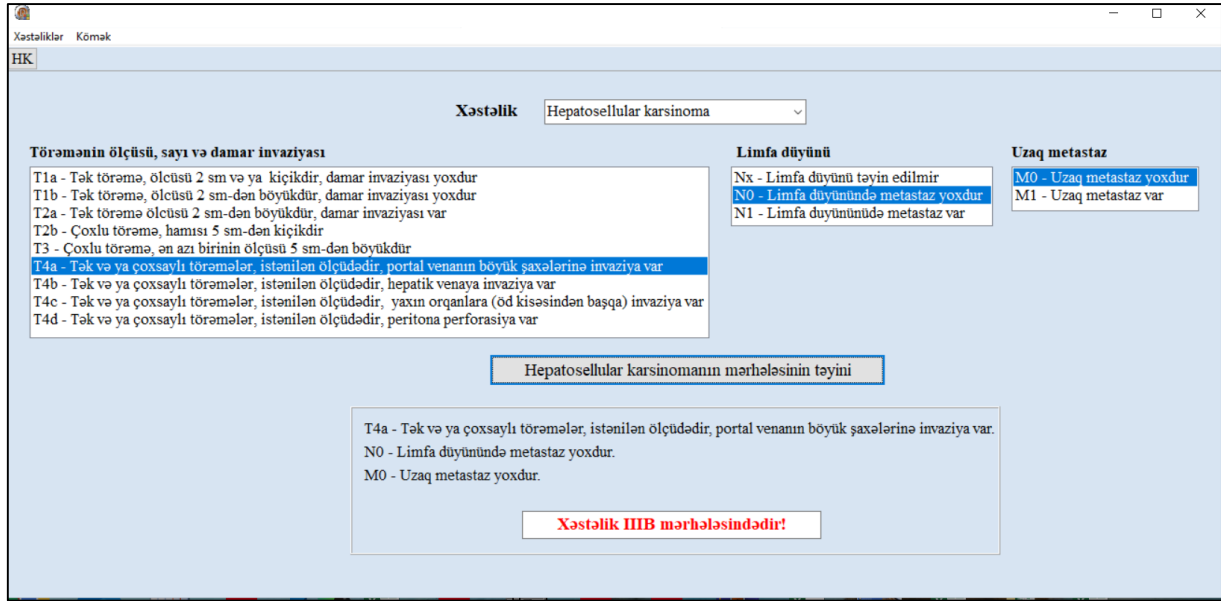 Xəstəliklər Kömək
HK
Xəstəlik Hepatosellular karsinoma
Törəmənin ölçüsü, sayı və damar invaziyası
T1a - Tək törəmə, ölcüsü 2 sm və ya kiçikdir, damar invaziyası yoxdur
T1b - Tək törəmə, ölcüsü 2 sm-dən böyükdür, damar invaziyası yoxdur
T2a - Tək törəmə ölcüsü 2 sm-dən böyükdür, damar invaziyası var
T2b - Çoxlu törəmə, hamısı 5 sm-dən kiçikdir
T3 - Çoxlu törəmə, ən azı birinin ölçüsü 5 sm-dən böyükdür
T4a - Tək və ya çoxsaylı törəmələr, istənilən ölçüdədir, portal venanın böyük şaxələrinə invaziya var
T4b - Tək və ya çoxsaylı törəmələr, istənilən ölçüdədir, hepatik venaya invaziya var
T4c - Tək və ya çoxsaylı törəmələr, istənilən ölçüdədir, yaxın orqanlara (öd kisəsindən başqa) invaziya var
T4d - Tək və ya çoxsaylı törəmələr, istənilən ölçüdədir, peritona perforasiya var
Limfa düyünü
Nx - Limfa düyünü təyin edilmir
N0 - Limfa düyünündə metastaz yoxdur
N1 - Limfa duyününüdə metastaz var
Uzaq metastaz
M0 - Uzaq metastaz yoxdur
M1 - Uzaq metastaz var
Hepatosellular karsinomanın mərhələsinin təyini
T4a - Tək və ya çoxsaylı törəmələr, istənilən ölçüdədir, portal venanın böyük şaxələrinə invaziya var.
N0 - Limfa düyünündə metastaz yoxdur.
M0 - Uzaq metastaz yoxdur.
Xəstəlik IIIB mərhələsindədir!